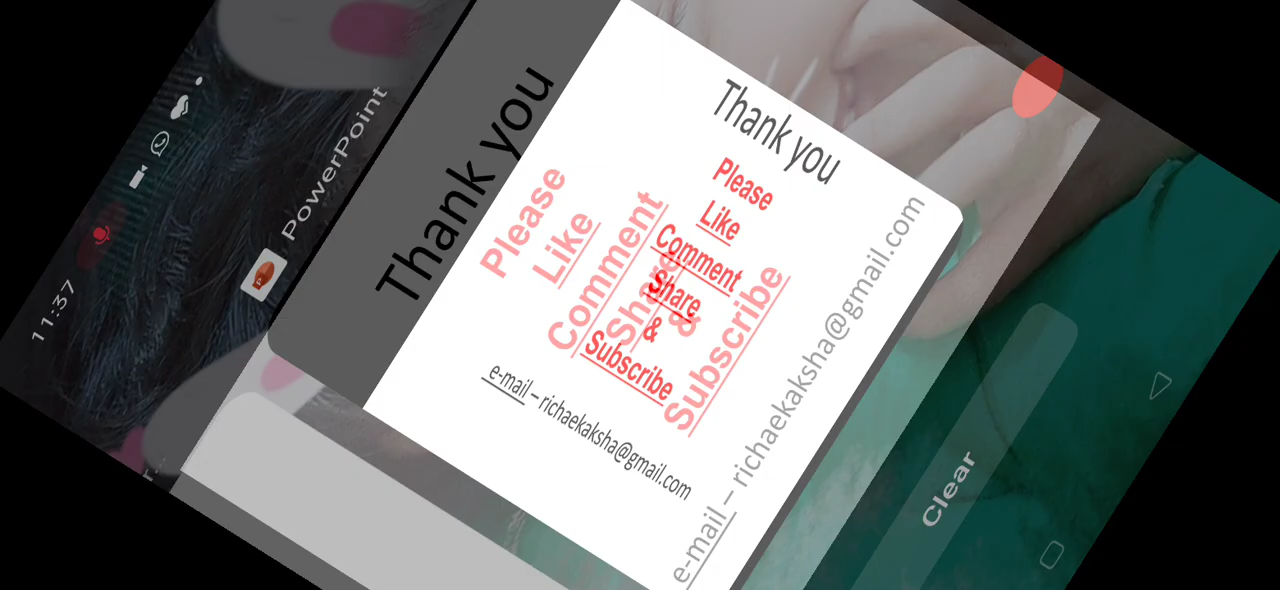 11:37
PowerPoint
Thank you
Please
Like
Comment
Share
&
Subscribe
e-mail – richaekaksha@gmail.com
Thank you
Please
Like
Comment
Share
&
Subscribe
e-mail – richaekaksha@gmail.com
Clear